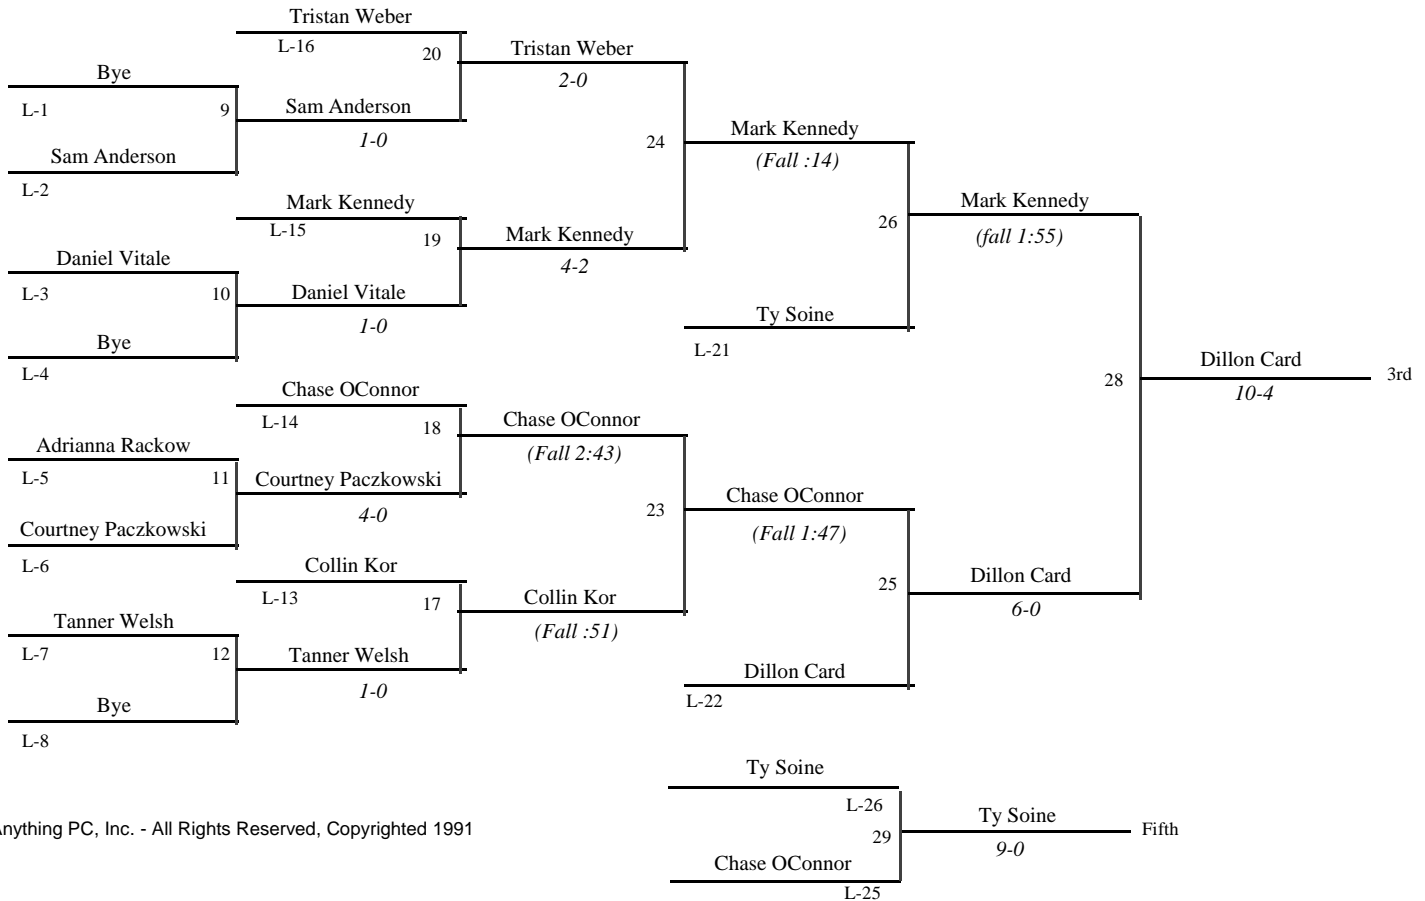 Tristan Weber
L-16
20
Tristan Weber
2-0
Bye
L-1
9
Sam Anderson
1-0
Sam Anderson
L-2
24
Mark Kennedy
(Fall :14)
Mark Kennedy
L-15
19
Mark Kennedy
4-2
26
Mark Kennedy
(fall 1:55)
Daniel Vitale
L-3
10
Daniel Vitale
1-0
Bye
L-4
Ty Soine
L-21
28
Dillon Card
10-4
3rd
Chase OConnor
L-14
18
Chase OConnor
(Fall 2:43)
Adrianna Rackow
L-5
11
Courtney Paczkowski
4-0
Courtney Paczkowski
L-6
23
Chase OConnor
(Fall 1:47)
Collin Kor
L-13
17
Collin Kor
(Fall :51)
25
Dillon Card
6-0
Tanner Welsh
L-7
12
Tanner Welsh
1-0
Bye
L-8
Dillon Card
L-22
Ty Soine
L-26
29
Ty Soine
9-0
Fifth
Chase OConnor
L-25
nything PC, Inc. - All Rights Reserved, Copyrighted 1991